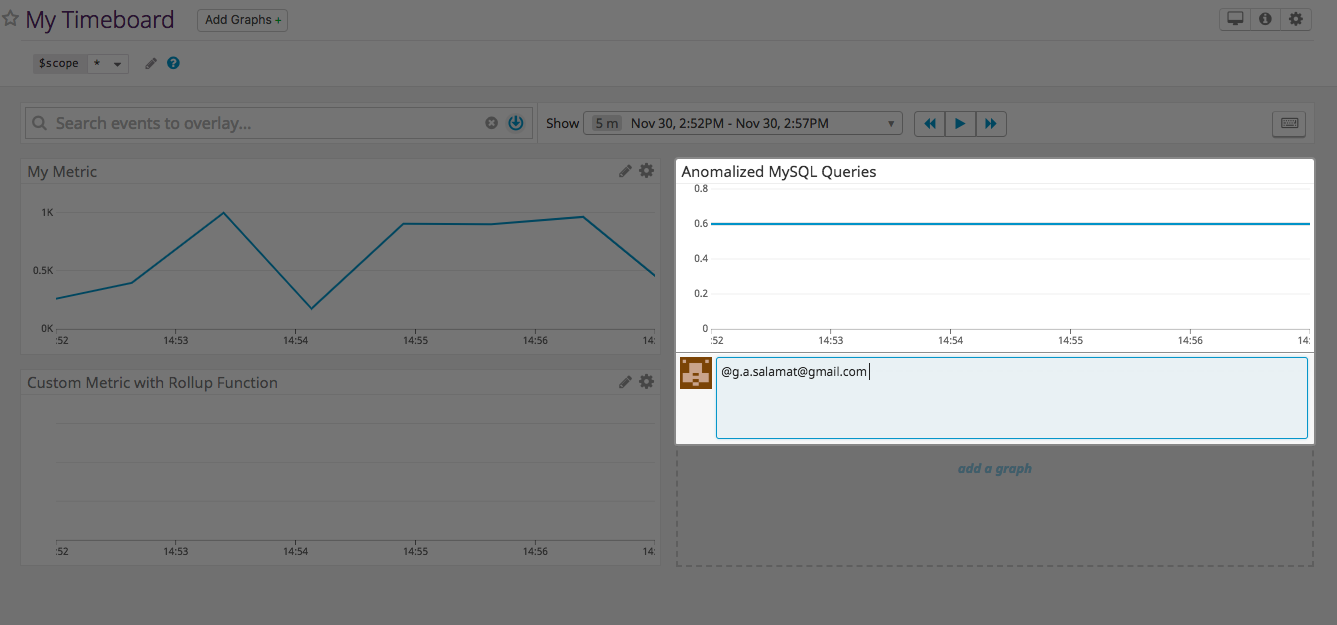 My Timeboard
Add Graphs +
$scope * 
Search events to overlay...
Show 5 m Nov 30, 2:52PM - Nov 30, 2:57PM
My Metric
1K
0.5K
0K
:52 14:53 14:54 14:55 14:56 14:
Anomalized MySQL Queries
0.8
0.6
0.4
0.2
0
:52 14:53 14:54 14:55 14:56 14:
@g.a.salamat@gmail.com
Custom Metric with Rollup Function
:52 14:53 14:54 14:55 14:56 14:
add a graph